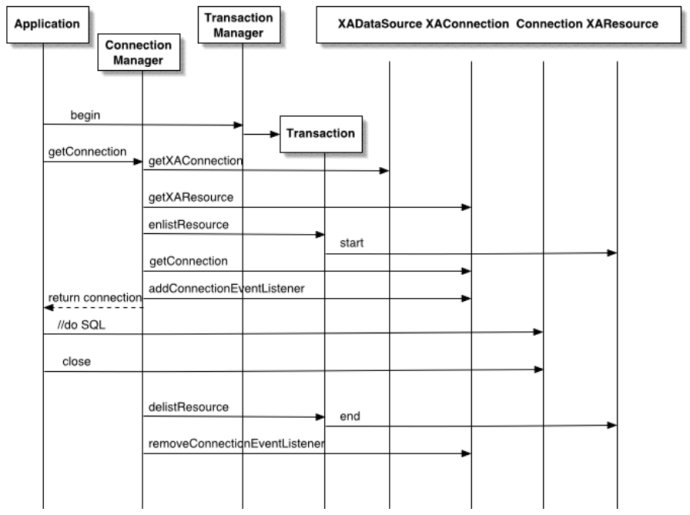 Application
Connection
Manager
Transaction
Manager
XADataSource XAConnection Connection XAResource
begin
Transaction
getConnection
getXAConnection
getXAResource
enlistResource
start
getConnection
addConnectionEventListener
return connection
//do SQL
close
delistResource
end
removeConnectionEventListener